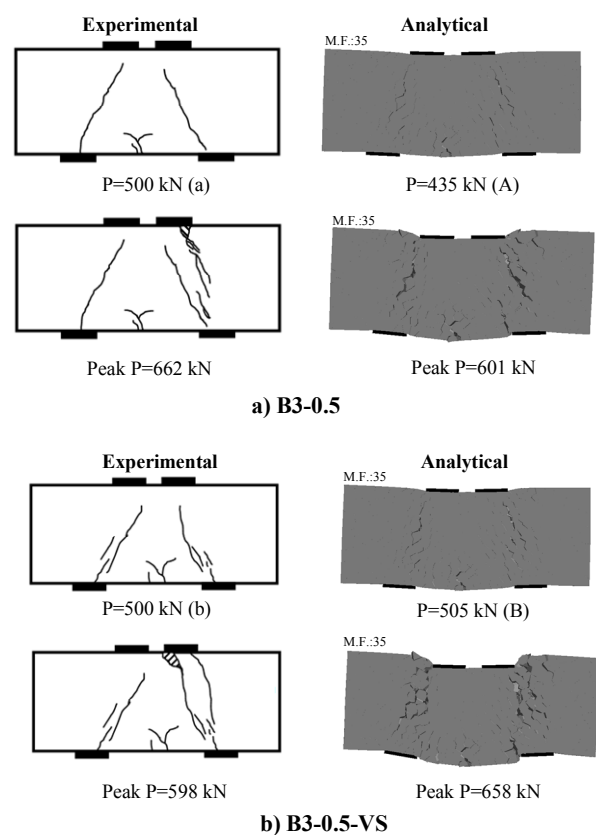 Experimental Analytical
M.F.:35
P=500 kN (a) P=435 kN (A)
M.F.:35
Peak P=662 kN Peak P=601 kN
a) B3-0.5
Experimental Analytical
M.F.:35
P=500 kN (b) P=505 kN (B)
M.F.:35
Peak P=598 kN Peak P=658 kN
b) B3-0.5-VS